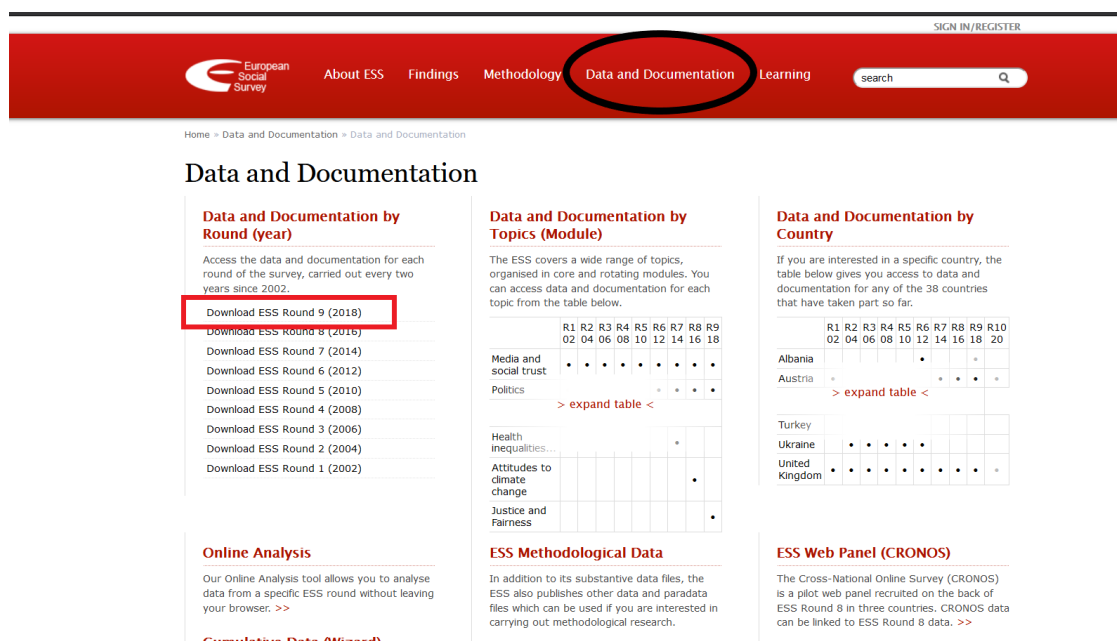 SIGN IN/REGISTER
European
Social
Survey
About ESS Findings Methodology Data and Documentation Learning
search
Home » Data and Documentation » Data and Documentation
Data and Documentation
Data and Documentation by
Round (year)
Access the data and documentation for each
round of the survey, carried out every two
years since 2002.
Download ESS Round 9 (2018)
Download ESS Round 8 (2016)
Download ESS Round 7 (2014)
Download ESS Round 6 (2012)
Download ESS Round 5 (2010)
Download ESS Round 4 (2008)
Download ESS Round 3 (2006)
Download ESS Round 2 (2004)
Download ESS Round 1 (2002)
Data and Documentation by
Topics (Module)
The ESS covers a wide range of topics,
organised in core and rotating modules. You
can access data and documentation for each
topic from the table below.
R1 R2 R3 R4 R5 R6 R7 R8 R9
02 04 06 08 10 12 14 16 18
Media and
social trust
Politics
> expand table <
Health
inequalities...
Attitudes to
climate
change
Justice and
Fairness
Data and Documentation by
Country
If you are interested in a specific country, the
table below gives you access to data and
documentation for any of the 38 countries
that have taken part so far.
R1 R2 R3 R4 R5 R6 R7 R8 R9 R10
02 04 06 08 10 12 14 16 18 20
Albania
Austria
> expand table <
Turkey
Ukraine
United
Kingdom
Online Analysis
Our Online Analysis tool allows you to analyse
data from a specific ESS round without leaving
your browser. >>
Cumulative Data (Wizard)
ESS Methodological Data
In addition to its substantive data files, the
ESS also publishes other data and paradata
files which can be used if you are interested in
carrying out methodological research.
ESS Web Panel (CRONOS)
The Cross-National Online Survey (CRONOS)
is a pilot web panel recruited on the back of
ESS Round 8 in three countries. CRONOS data
can be linked to ESS Round 8 data. >>